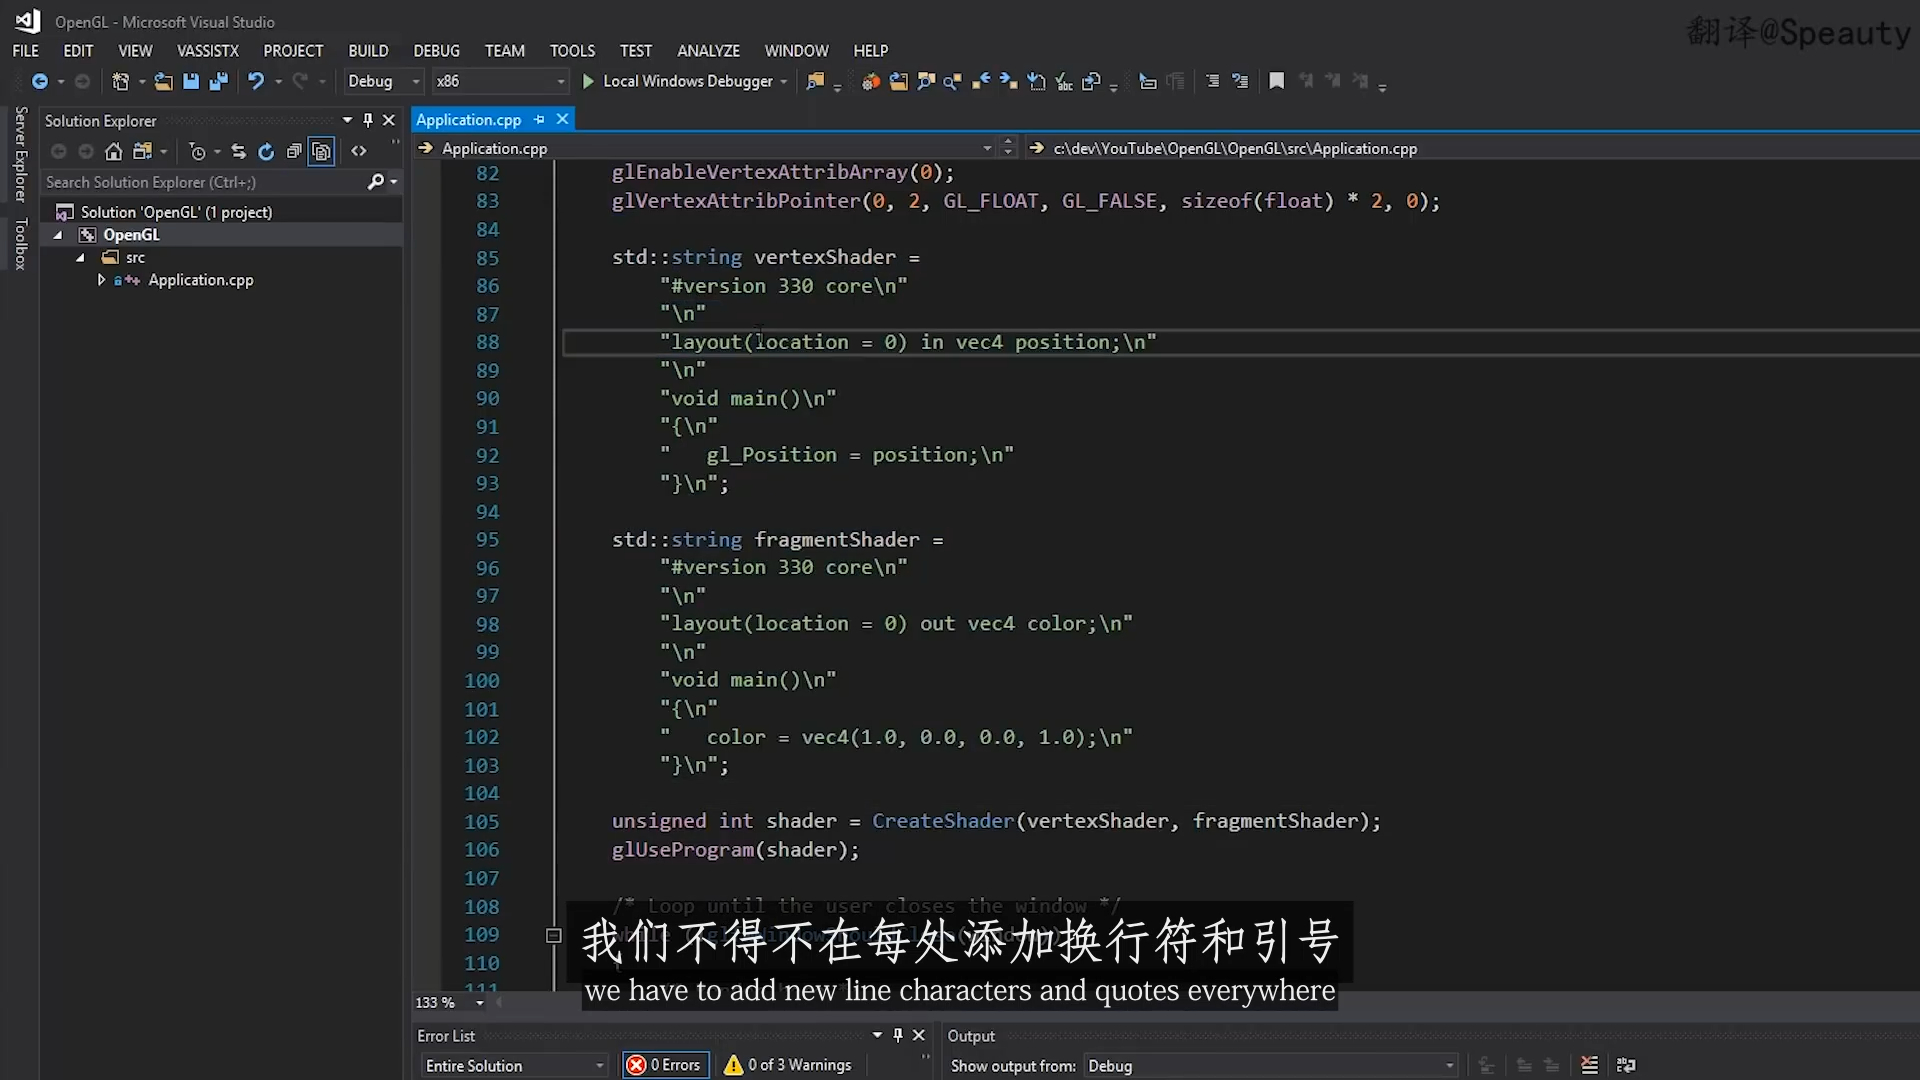 OpenGL - Microsoft Visual Studio
翻译@Speauty
FILE EDIT VIEW VASSISTX PROJECT BUILD DEBUG TEAM TOOLS TEST ANALYZE WINDOW HELP
Debug x86 Local Windows Debugger
Server Explorer
Toolbox
Solution Explorer
Search Solution Explorer (Ctrl+;)
Solution 'OpenGL' (1 project)
OpenGL
src
Application.cpp
Application.cpp
Application.cpp c:\dev\YouTube\OpenGL\OpenGL\src\Application.cpp
82 glEnableVertexAttribArray(0);
83 glVertexAttribPointer(0, 2, GL_FLOAT, GL_FALSE, sizeof(float) * 2, 0);
84
85 std::string vertexShader =
86 "#version 330 core\n"
87 "\n"
88 "layout(location = 0) in vec4 position;\n"
89 "\n"
90 "void main()\n"
91 "{\n"
92 "   gl_Position = position;\n"
93 "}\n";
94
95 std::string fragmentShader =
96 "#version 330 core\n"
97 "\n"
98 "layout(location = 0) out vec4 color;\n"
99 "\n"
100 "void main()\n"
101 "{\n"
102 "   color = vec4(1.0, 0.0, 0.0, 1.0);\n"
103 "}\n";
104
105 unsigned int shader = CreateShader(vertexShader, fragmentShader);
106 glUseProgram(shader);
107
108 /* Loop until the user closes the window */
109
110 {
111
我们不得不在每处添加换行符和引号
we have to add new line characters and quotes everywhere
133 %
Error List
Entire Solution 0 Errors 0 of 3 Warnings
Output
Show output from: Debug